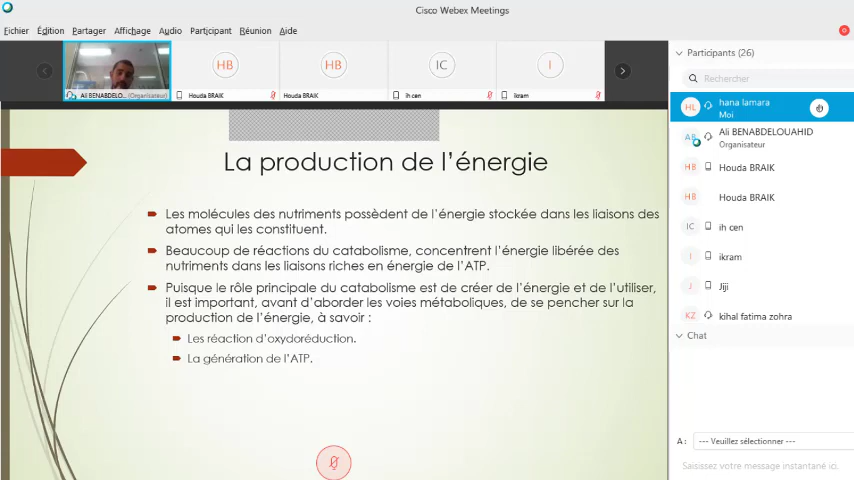 Cisco Webex Meetings
Fichier Édition Partager Affichage Audio Participant Réunion Aide
Ali BENABDELO... (Organisateur)
HB
Houda BRAIK
HB
Houda BRAIK
IC
ih cen
I
ikram
La production de l'énergie
Les molécules des nutriments possèdent de l'énergie stockée dans les liaisons des
atomes qui les constituent.
Beaucoup de réactions du catabolisme, concentrent l'énergie libérée des
nutriments dans les liaisons riches en énergie de l'ATP.
Puisque le rôle principale du catabolisme est de créer de l'énergie et de l'utiliser,
il est important, avant d'aborder les voies métaboliques, de se pencher sur la
production de l'énergie, à savoir :
Les réaction d'oxydoréduction.
La génération de l'ATP.
Participants (26)
Rechercher
HL hana lamara
Moi
AB Ali BENABDELOUAHID
Organisateur
HB Houda BRAIK
HB Houda BRAIK
IC ih cen
I ikram
J Jiji
KZ kihal fatima zohra
Chat
A : --- Veuillez sélectionner ---
Saisissez votre message instantané ici.